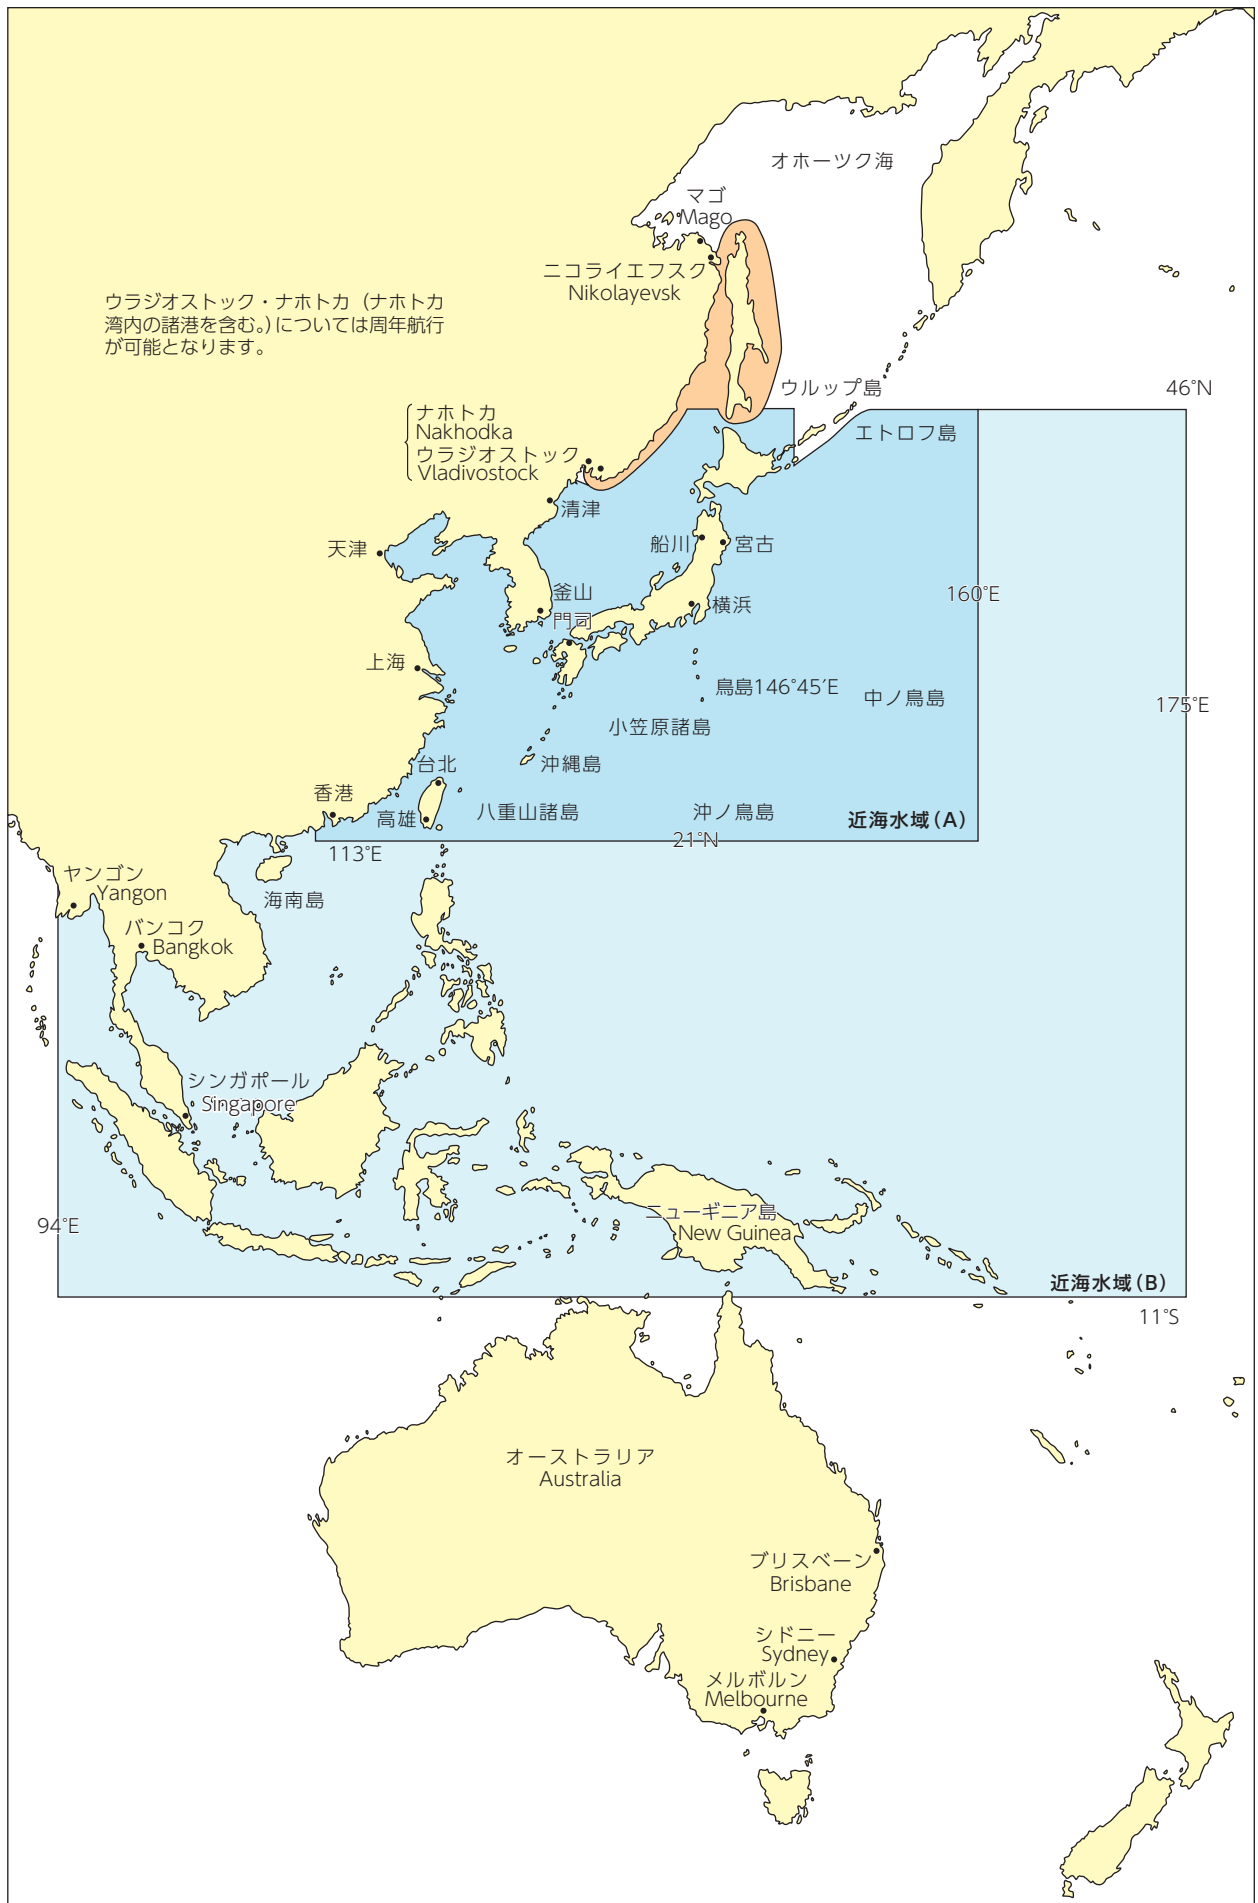 オホーツク海
マゴ
Mago
ニコライエフスク
Nikolayevsk
ウラジオストック・ナホトカ（ナホトカ
湾内の諸港を含む。）については周年航行
が可能となります。
ウルップ島
46°N
エトロフ島
ナホトカ
Nakhodka
ウラジオストック
Vladivostock
清津
天津
船川
宮古
160°E
釜山
門司
横浜
上海
鳥島146°45′E
中ノ鳥島
175°E
小笠原諸島
沖縄島
台北
香港
高雄
八重山諸島
沖ノ鳥島
近海水域（A）
21°N
113°E
海南島
ヤンゴン
Yangon
バンコク
Bangkok
シンガポール
Singapore
94°E
ニューギニア島
New Guinea
近海水域（B）
11°S
オーストラリア
Australia
ブリスベーン
Brisbane
シドニー
Sydney
メルボルン
Melbourne